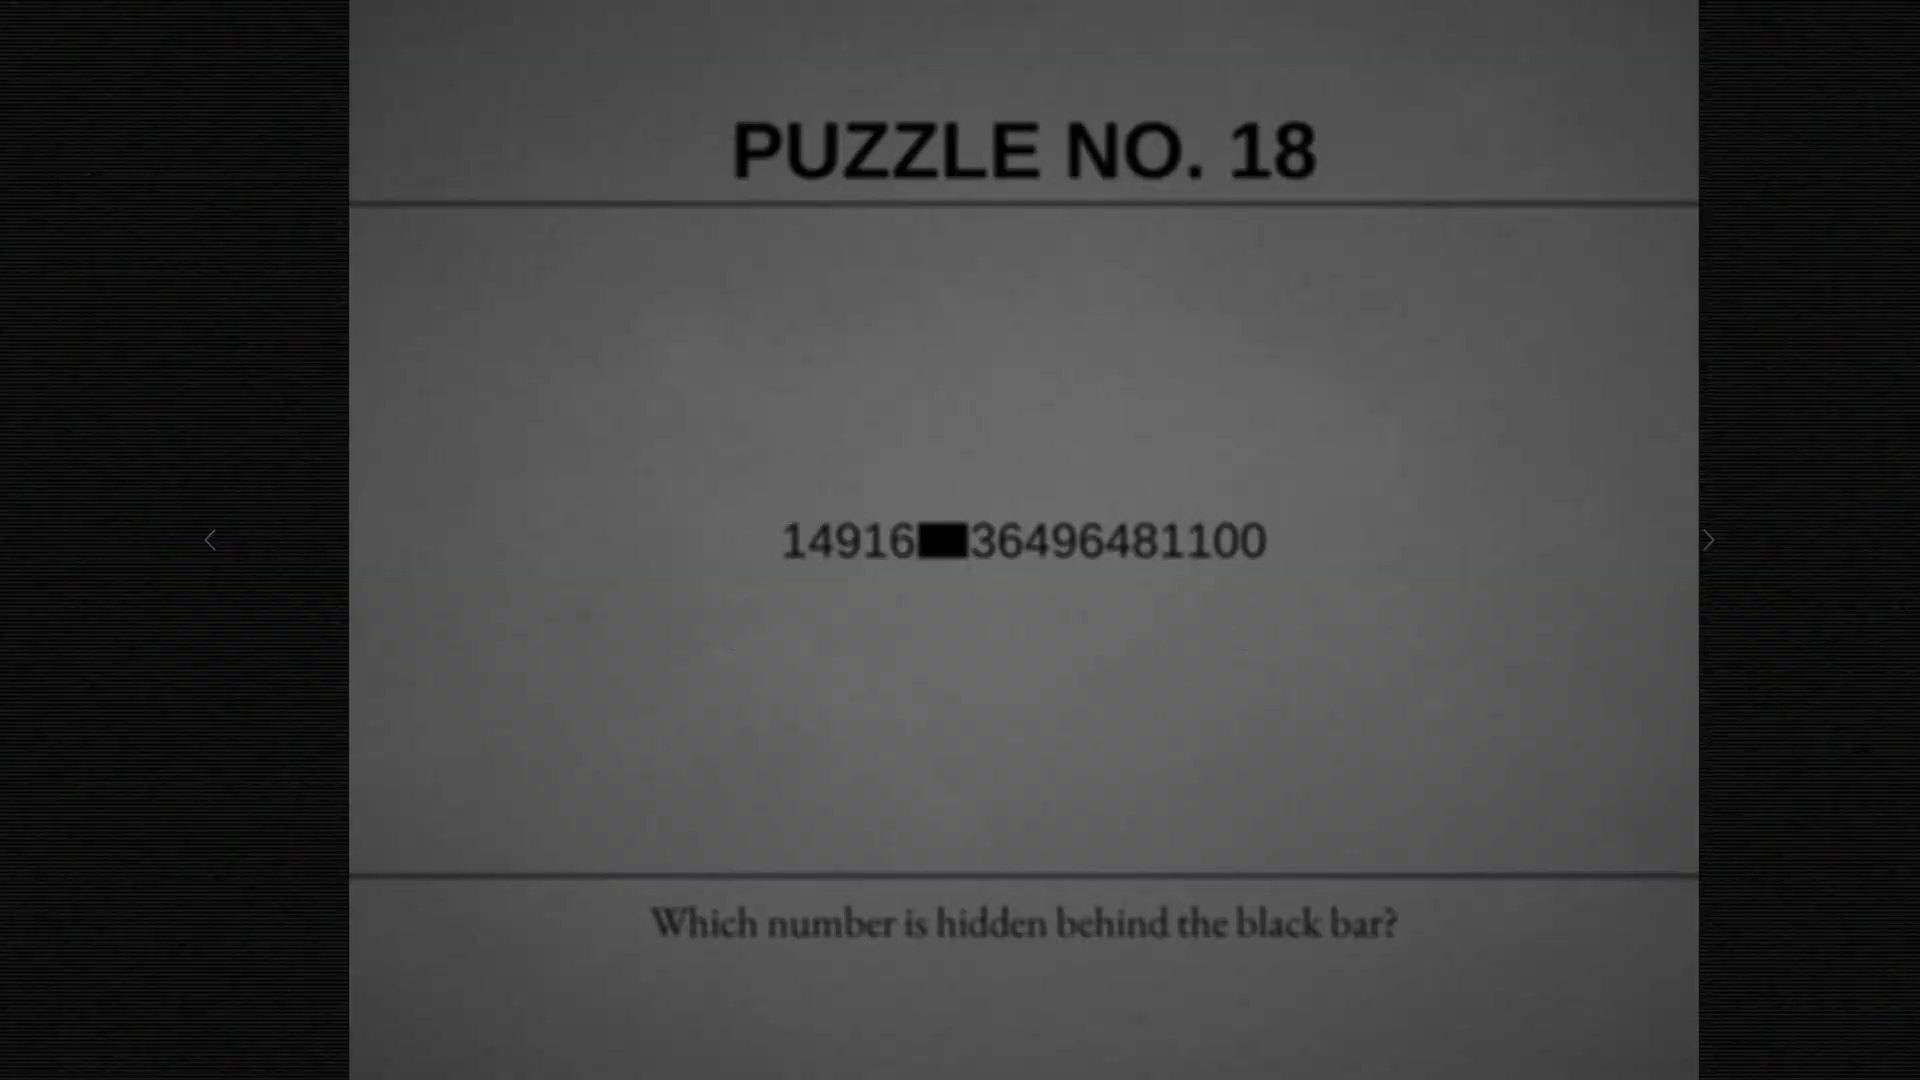 PUZZLE NO. 18
14916■36496481100
Which number is hidden behind the black bar?